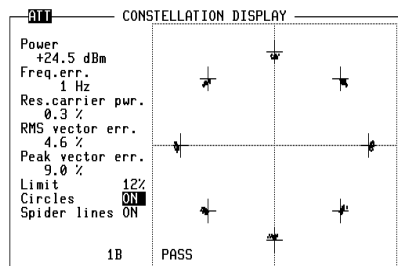 ATT CONSTELLATION DISPLAY
Power
+24.5 dBm
Freq.err.
1 Hz
Res.carrier pwr.
0.3 %
RMS vector err.
4.6 %
Peak vector err.
9.0 %
Limit 12%
Circles ON
Spider lines ON
1B PASS